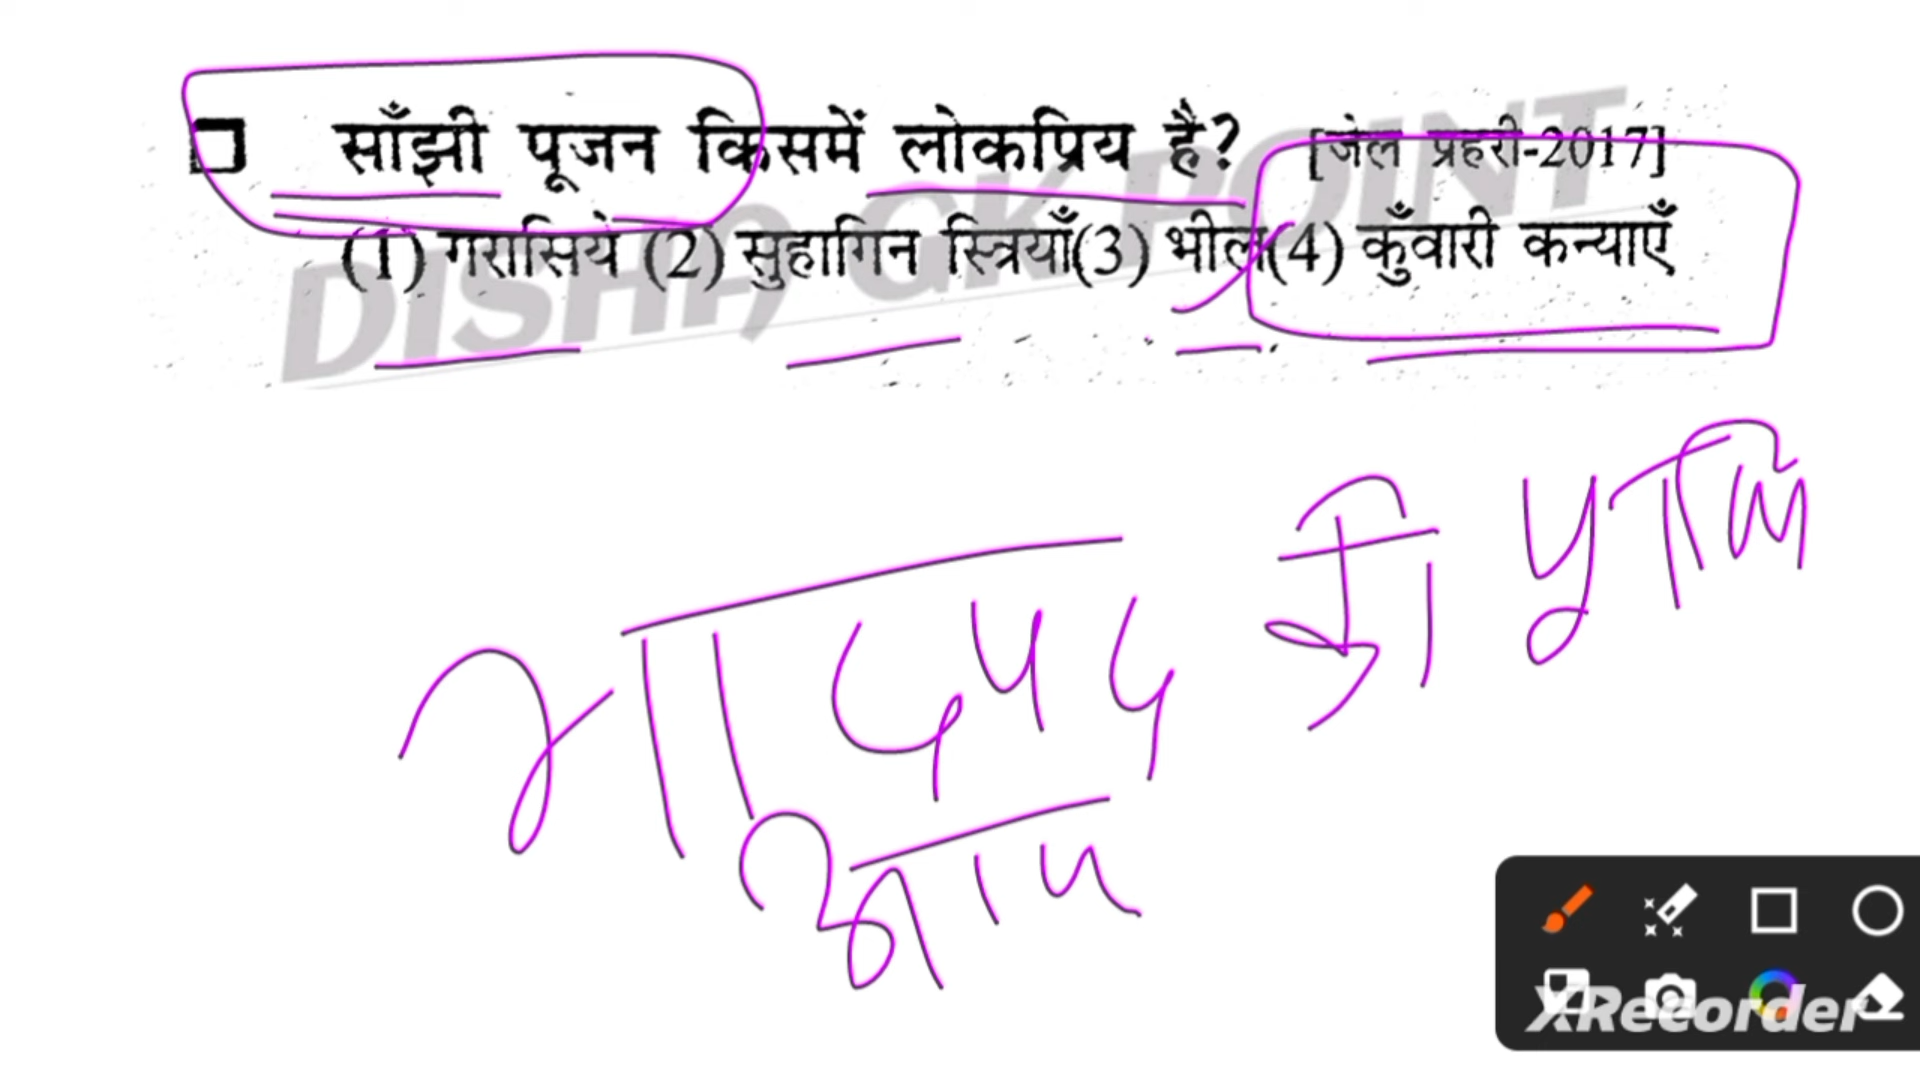 साँझी पूजन किसमें लोकप्रिय है? [जेल प्रहरी-2017]
(1) गरासिये (2) सुहागिन स्त्रियाँ(3) भील(4) कुँवारी कन्याएँ
DISHA GK POINT
की
XRecorder